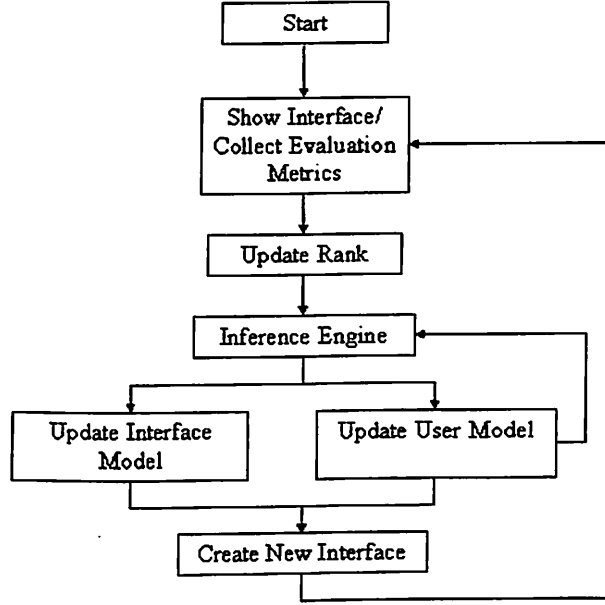 Start
Show Interface/
Collect Evaluation
Metrics
Update Rank
Inference Engine
Update Interface
Model
Update User Model
Create New Interface